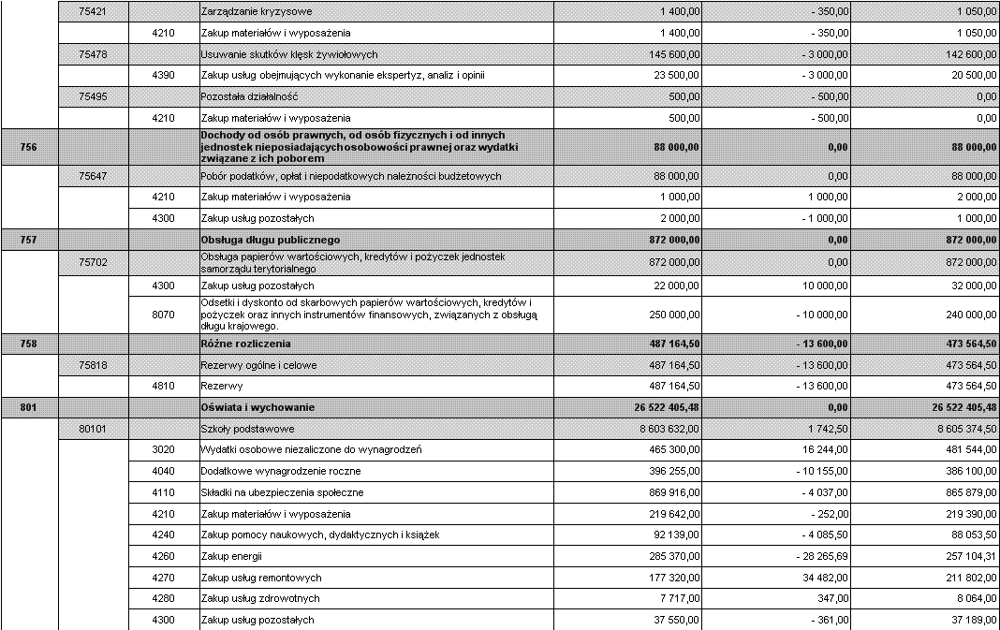 75421 Zarządzanie kryzysowe 1 400,00 - 350,00 1 050,00
4210 Zakup materiałów i wyposażenia 1 400,00 - 350,00 1 050,00
75478 Usuwanie skutków klęsk żywiołowych 145 600,00 - 3 000,00 142 600,00
4390 Zakup usług obejmujących wykonanie ekspertyz, analiz i opinii 23 500,00 - 3 000,00 20 500,00
75495 Pozostała działalność 500,00 - 500,00 0,00
4210 Zakup materiałów i wyposażenia 500,00 - 500,00 0,00
Dochody od osób prawnych, od osób fizycznych i od innych
756 jednostek nieposiadających osobowości prawnej oraz wydatki 88 000,00 0,00 88 000,00
związane z ich poborem
75647 Pobór podatków, opłat i niepodatkowych należności budżetowych 88 000,00 0,00 88 000,00
4210 Zakup materiałów i wyposażenia 1 000,00 1 000,00 2 000,00
4300 Zakup usług pozostałych 2 000,00 - 1 000,00 1 000,00
757 Obsługa długu publicznego 872 000,00 0,00 872 000,00
75702 Obsługa papierów wartościowych, kredytów i pożyczek jednostek 872 000,00 0,00 872 000,00
samorządu terytorialnego
4300 Zakup usług pozostałych 22 000,00 10 000,00 32 000,00
Odsetki i dyskonto od skarbowych papierów wartościowych, kredytów i
8070 pożyczek oraz innych instrumentów finansowych, związanych z obsługą 250 000,00 - 10 000,00 240 000,00
długu krajowego.
758 Różne rozliczenia 487 164,50 - 13 600,00 473 564,50
75818 Rezerwy ogólne i celowe 487 164,50 - 13 600,00 473 564,50
4810 Rezerwy 487 164,50 - 13 600,00 473 564,50
801 Oświata i wychowanie 26 522 405,48 0,00 26 522 405,48
80101 Szkoły podstawowe 8 603 632,00 1 742,50 8 605 374,50
3020 Wydatki osobowe niezaliczone do wynagrodzeń 465 300,00 16 244,00 481 544,00
4040 Dodatkowe wynagrodzenie roczne 396 255,00 - 10 155,00 386 100,00
4110 Składki na ubezpieczenia społeczne 869 916,00 - 4 037,00 865 879,00
4210 Zakup materiałów i wyposażenia 219 642,00 - 252,00 219 390,00
4240 Zakup pomocy naukowych, dydaktycznych i książek 92 139,00 - 4 085,50 88 053,50
4260 Zakup energii 285 370,00 - 28 265,69 257 104,31
4270 Zakup usług remontowych 177 320,00 34 482,00 211 802,00
4280 Zakup usług zdrowotnych 7 717,00 347,00 8 064,00
4300 Zakup usług pozostałych 37 550,00 - 361,00 37 189,00